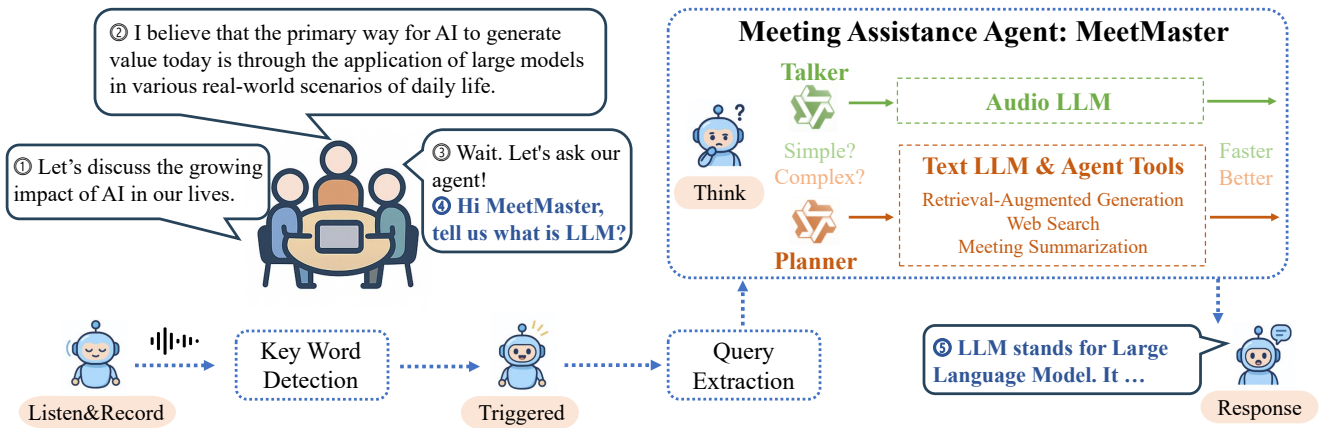 ② I believe that the primary way for AI to generate
value today is through the application of large models
in various real-world scenarios of daily life.
① Let's discuss the growing
impact of AI in our lives.
③ Wait. Let's ask our
agent!
④ Hi MeetMaster,
tell us what is LLM?
Meeting Assistance Agent: MeetMaster
Talker
Audio LLM
?
Think
Simple?
Complex?
Text LLM & Agent Tools
Retrieval-Augmented Generation
Web Search
Meeting Summarization
Faster
Better
Planner
Listen&Record
Key Word
Detection
Triggered
Query
Extraction
⑤ LLM stands for Large
Language Model. It …
Response